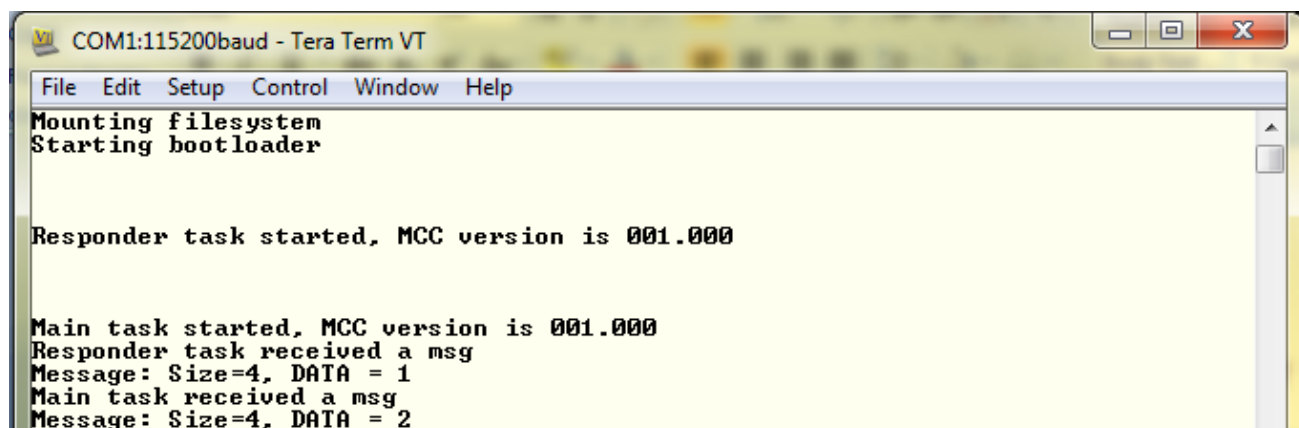 COM1:115200baud - Tera Term VT
File Edit Setup Control Window Help
Mounting filesystem
Starting bootloader
Responder task started, MCC version is 001.000
Main task started, MCC version is 001.000
Responder task received a msg
Message: Size=4, DATA = 1
Main task received a msg
Message: Size=4, DATA = 2